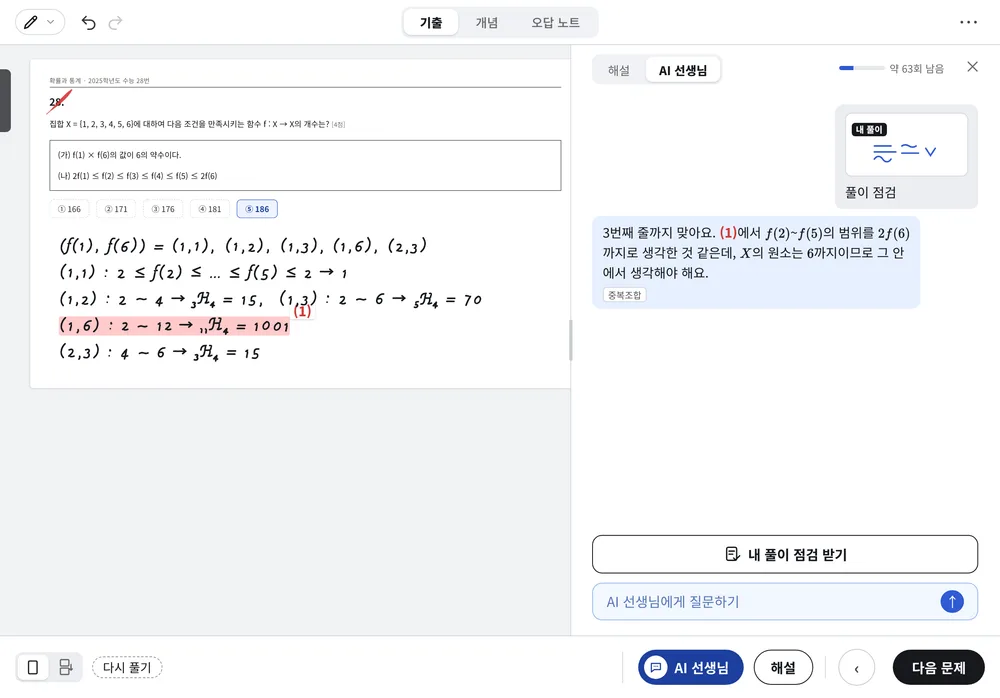 기출 개념 오답 노트
해설 AI 선생님 약 63회 남음
확률과 통계 · 2025학년도 수능 28번
28.
집합 X = {1, 2, 3, 4, 5, 6}에 대하여 다음 조건을 만족시키는 함수 f : X → X의 개수는? [4점]
(가) f(1) × f(6)의 값이 6의 약수이다.
(나) 2f(1) ≤ f(2) ≤ f(3) ≤ f(4) ≤ f(5) ≤ 2f(6)
① 166 ② 171 ③ 176 ④ 181 ⑤ 186
(f(1), f(6)) = (1,1), (1,2), (1,3), (1,6), (2,3)
(1,1) : 2 ≤ f(2) ≤ ... ≤ f(5) ≤ 2 → 1
(1,2) : 2 ~ 4 → ₃H₄ = 15, (1,3) : 2 ~ 6 → ₅H₄ = 70
(1)
(1,6) : 2 ~ 12 → ₁₁H₄ = 1001
(2,3) : 4 ~ 6 → ₃H₄ = 15
내 풀이
풀이 점검
3번째 줄까지 맞아요. (1)에서 f(2)~f(5)의 범위를 2f(6)
까지로 생각한 것 같은데, X의 원소는 6까지이므로 그 안
에서 생각해야 해요.
중복조합
내 풀이 점검 받기
AI 선생님에게 질문하기
다시 풀기 AI 선생님 해설 다음 문제